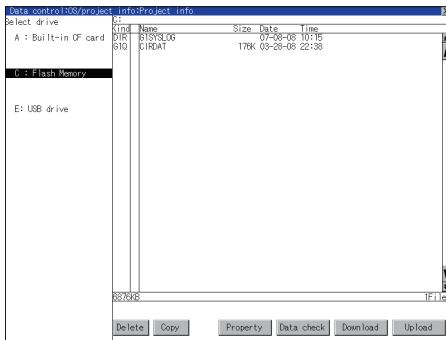 Data control:OS/project info:Project info
Select drive
C:
Kind Name Size Date Time
A : Built-in CF card
DIR G1SYSLOG 07-08-08 10:15
G1Q CIRDAT 176K 03-28-08 22:38
C : Flash Memory
E: USB drive
6876KB 1File
Delete Copy Property Data check Download Upload